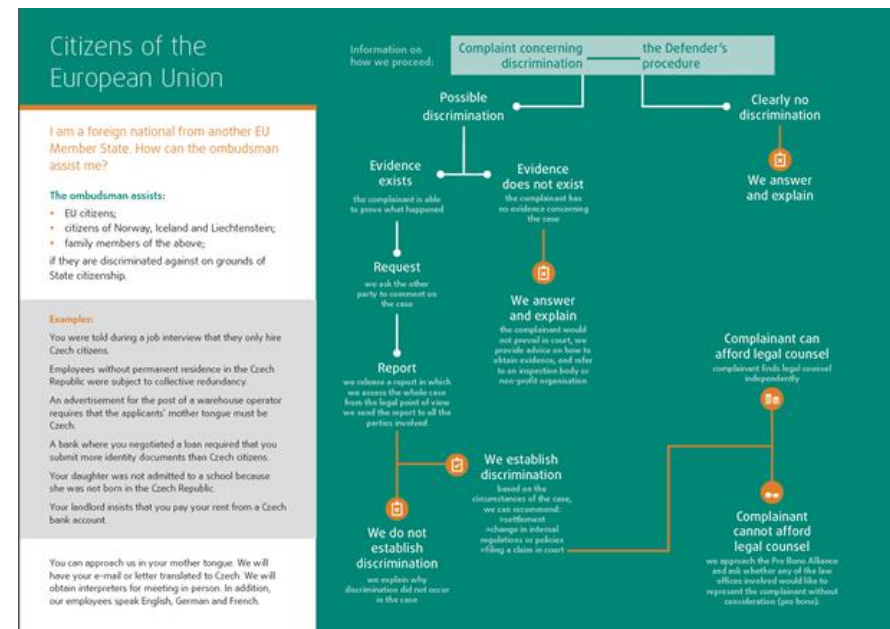 Citizens of the
European Union
I am a foreign national from another EU
Member State. How can the ombudsman
assist me?
The ombudsman assists:
• EU citizens;
• citizens of Norway, Iceland and Liechtenstein;
• family members of the above;
if they are discriminated against on grounds of
State citizenship.
Examples:
You were told during a job interview that they only hire
Czech citizens.
Employees without permanent residence in the Czech
Republic were subject to collective redundancy.
An advertisement for the post of a warehouse operator
requires that the applicants' mother tongue must be
Czech.
A bank where you negotiated a loan required that you
submit more identity documents than Czech citizens.
Your daughter was not admitted to a school because
she was not born in the Czech Republic.
Your landlord insists that you pay your rent from a Czech
bank account.
You can approach us in your mother tongue. We will
have your e-mail or letter translated to Czech. We will
obtain interpreters for meeting in person. In addition,
our employees speak English, German and French.
Information on
how we proceed:
Complaint concerning
discrimination
the Defender's
procedure
Possible
discrimination
Clearly no
discrimination
We answer
and explain
Evidence
exists
the complainant is able
to prove what happened
Evidence
does not exist
the complainant has
no evidence concerning
the case
Request
we ask the other
party to comment on
the case
We answer
and explain
the complainant would
not prevail in court, we
provide advice on how to
obtain evidence, and refer
to an inspection body or
non-profit organisation
Report
we release a report in which
we assess the whole case
from the legal point of view
we send the report to all the
parties involved
We establish
discrimination
based on the
circumstances of the case,
we can recommend:
»settlement
»change in internal
regulations or policies
»filing a claim in court
We do not
establish
discrimination
we explain why
discrimination did not occur
in the case
Complainant can
afford legal counsel
complainant finds legal counsel
independently
Complainant
cannot afford
legal counsel
we approach the Pro Bono Alliance
and ask whether any of the law
offices involved would like to
represent the complainant without
consideration (pro bono).